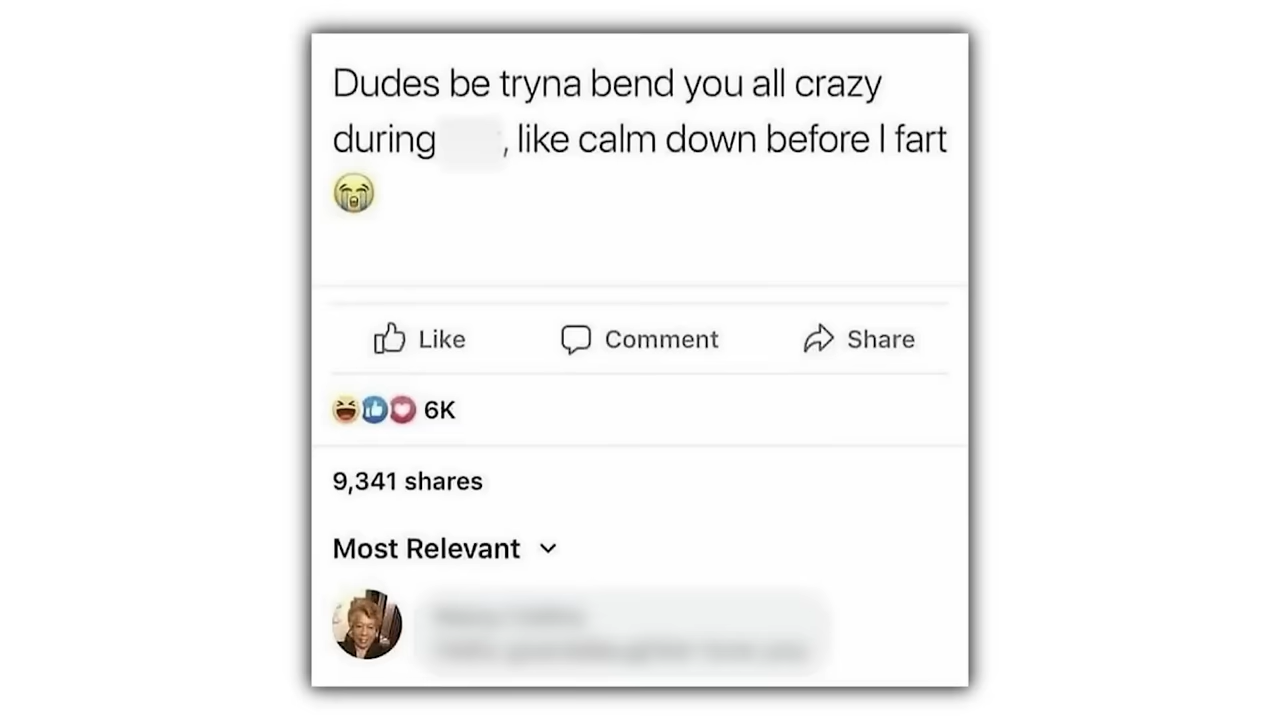 Dudes be tryna bend you all crazy
during , like calm down before I fart
😭
Like Comment Share
6K
9,341 shares
Most Relevant